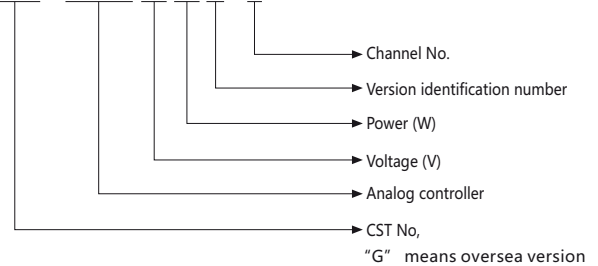 Channel No.
Version identification number
Power (W)
Voltage (V)
Analog controller
CST No,
“G” means oversea version